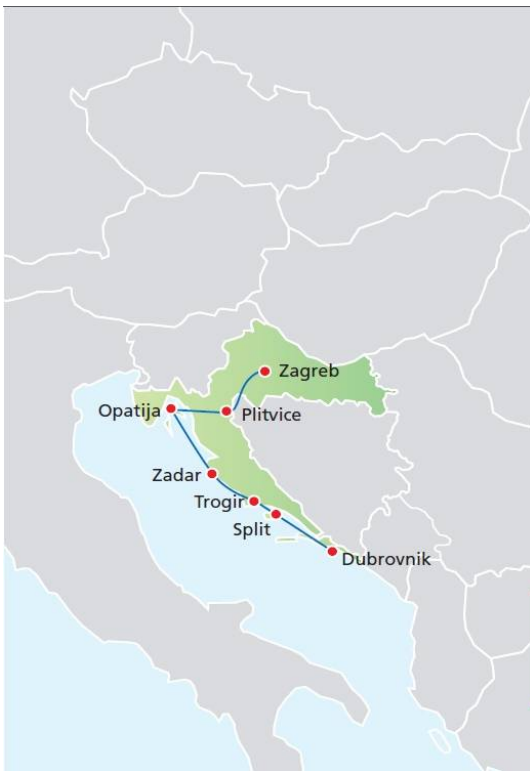 Zagreb
Opatija
Plitvice
Zadar
Trogir
Split
Dubrovnik